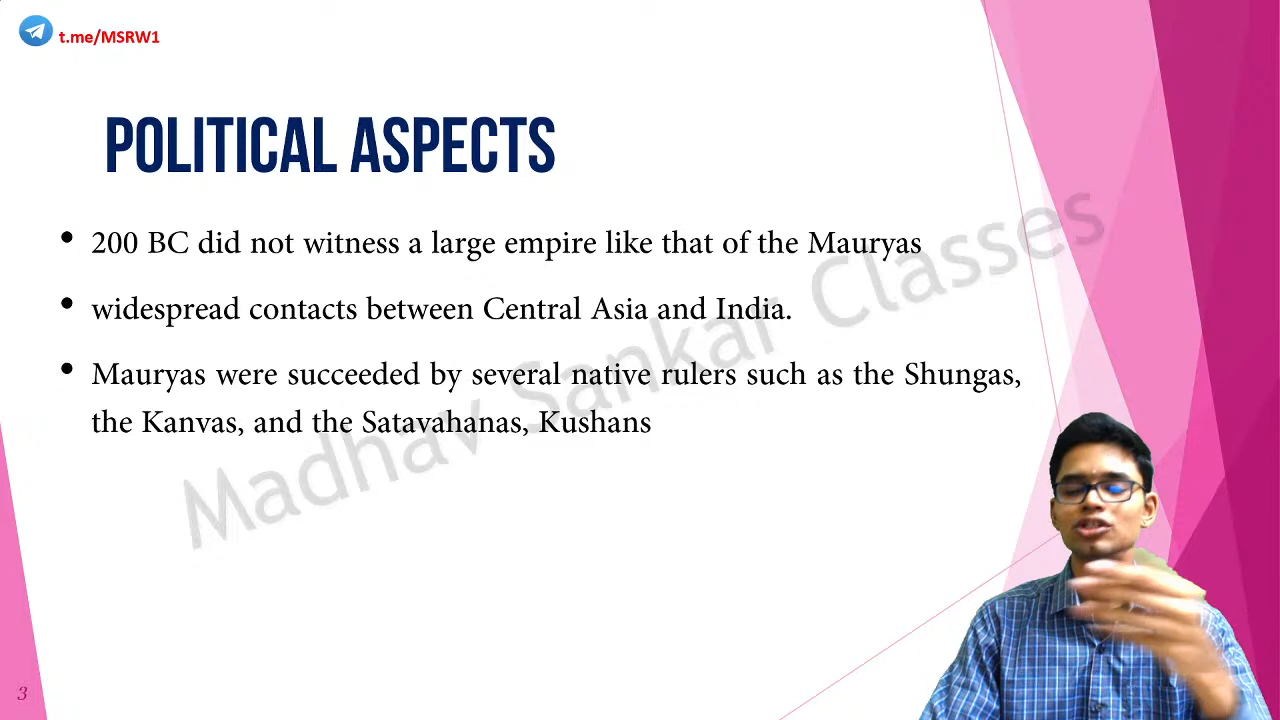 t.me/MSRW1
POLITICAL ASPECTS
• 200 BC did not witness a large empire like that of the Mauryas
• widespread contacts between Central Asia and India.
• Mauryas were succeeded by several native rulers such as the Shungas,
the Kanvas, and the Satavahanas, Kushans
Madhav Sankar Classes
3